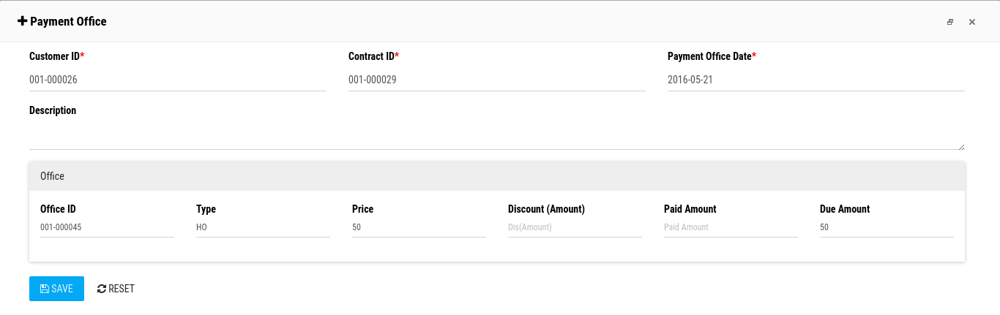 Payment Office
Customer ID* Contract ID* Payment Office Date*
001-000026 001-000029 2016-05-21
Description
Office
Office ID Type Price Discount (Amount) Paid Amount Due Amount
001-000045 HO 50 Dis(Amount) Paid Amount 50
SAVE RESET